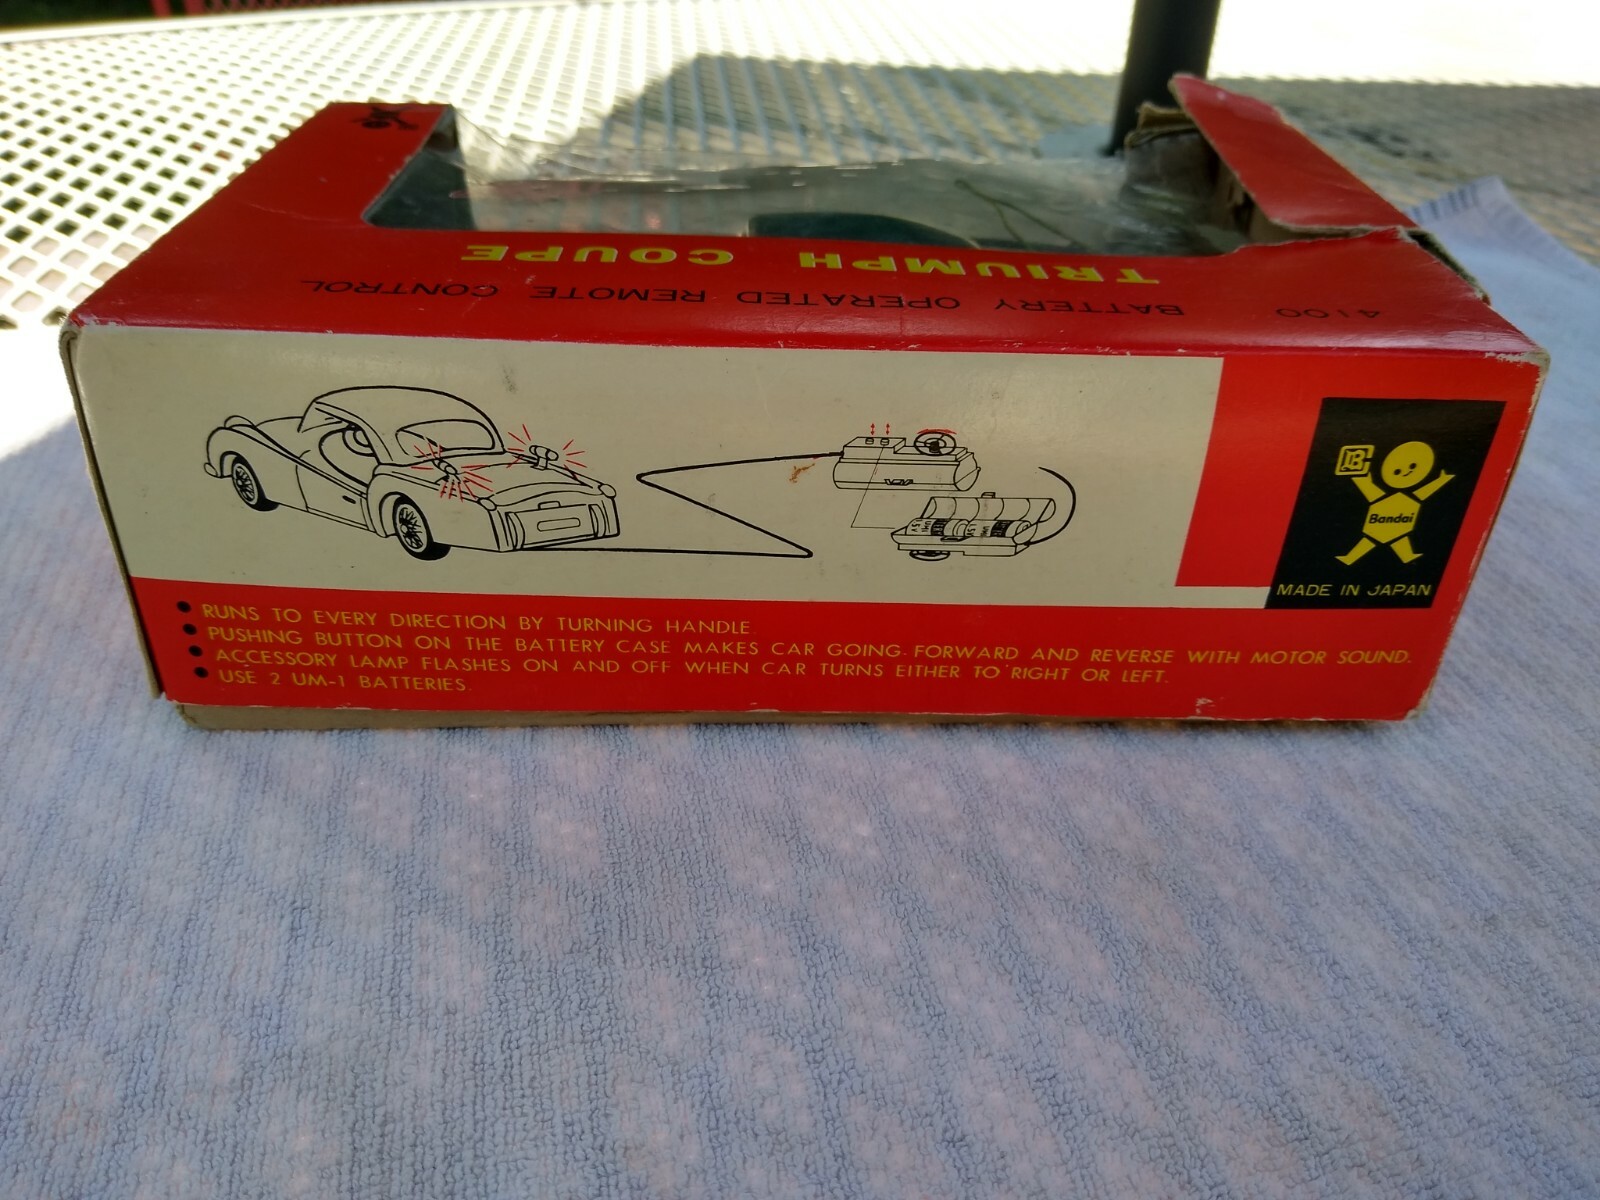 TRIUMPH COUPE
4100 BATTERY OPERATED REMOTE CONTROL
B
Bandai
MADE IN JAPAN
● RUNS TO EVERY DIRECTION BY TURNING HANDLE.
● PUSHING BUTTON ON THE BATTERY CASE MAKES CAR GOING FORWARD AND REVERSE WITH MOTOR SOUND.
● ACCESSORY LAMP FLASHES ON AND OFF WHEN CAR TURNS EITHER TO RIGHT OR LEFT.
● USE 2 UM-1 BATTERIES.